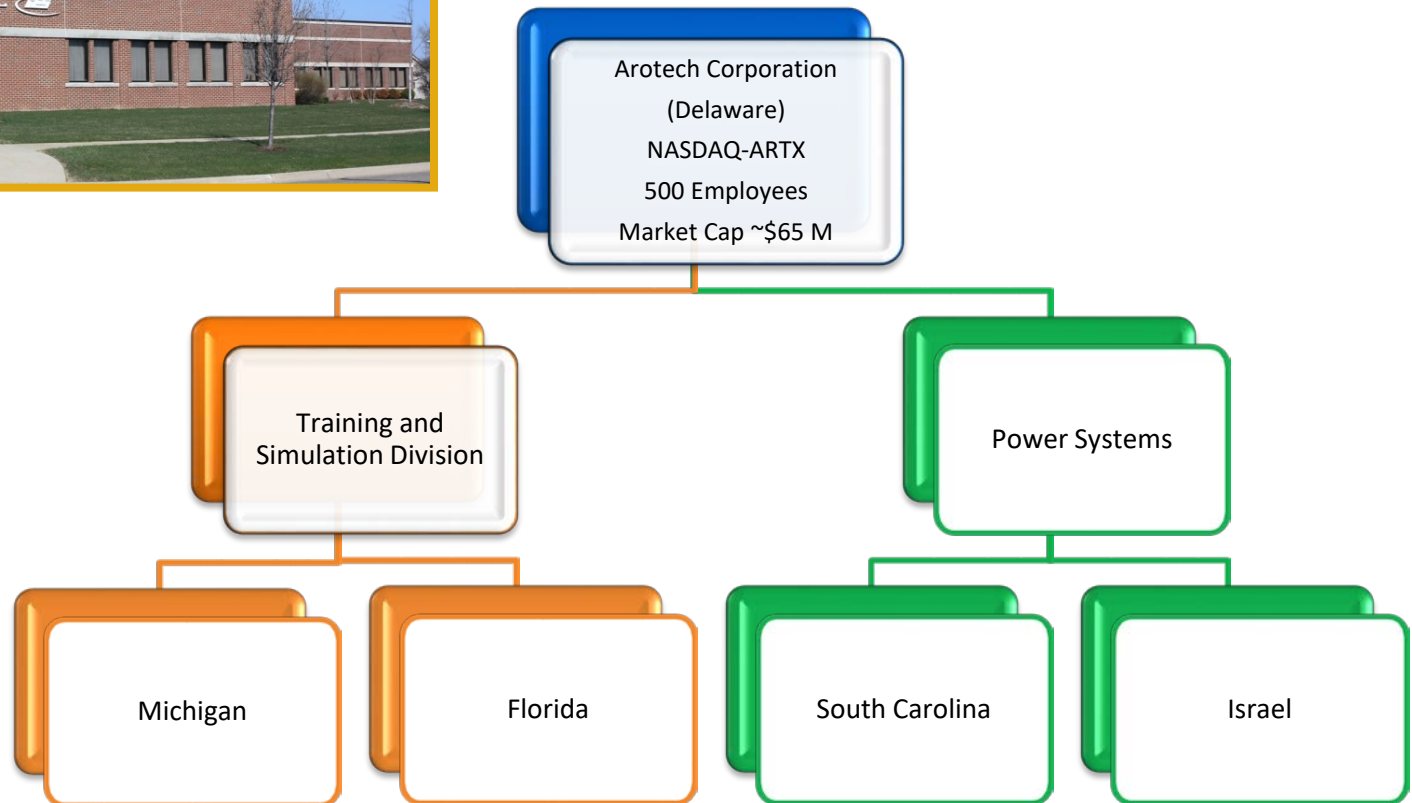 Arotech Corporation
(Delaware)
NASDAQ-ARTX
500 Employees
Market Cap ~$65 M
Training and
Simulation Division
Power Systems
Michigan
Florida
South Carolina
Israel